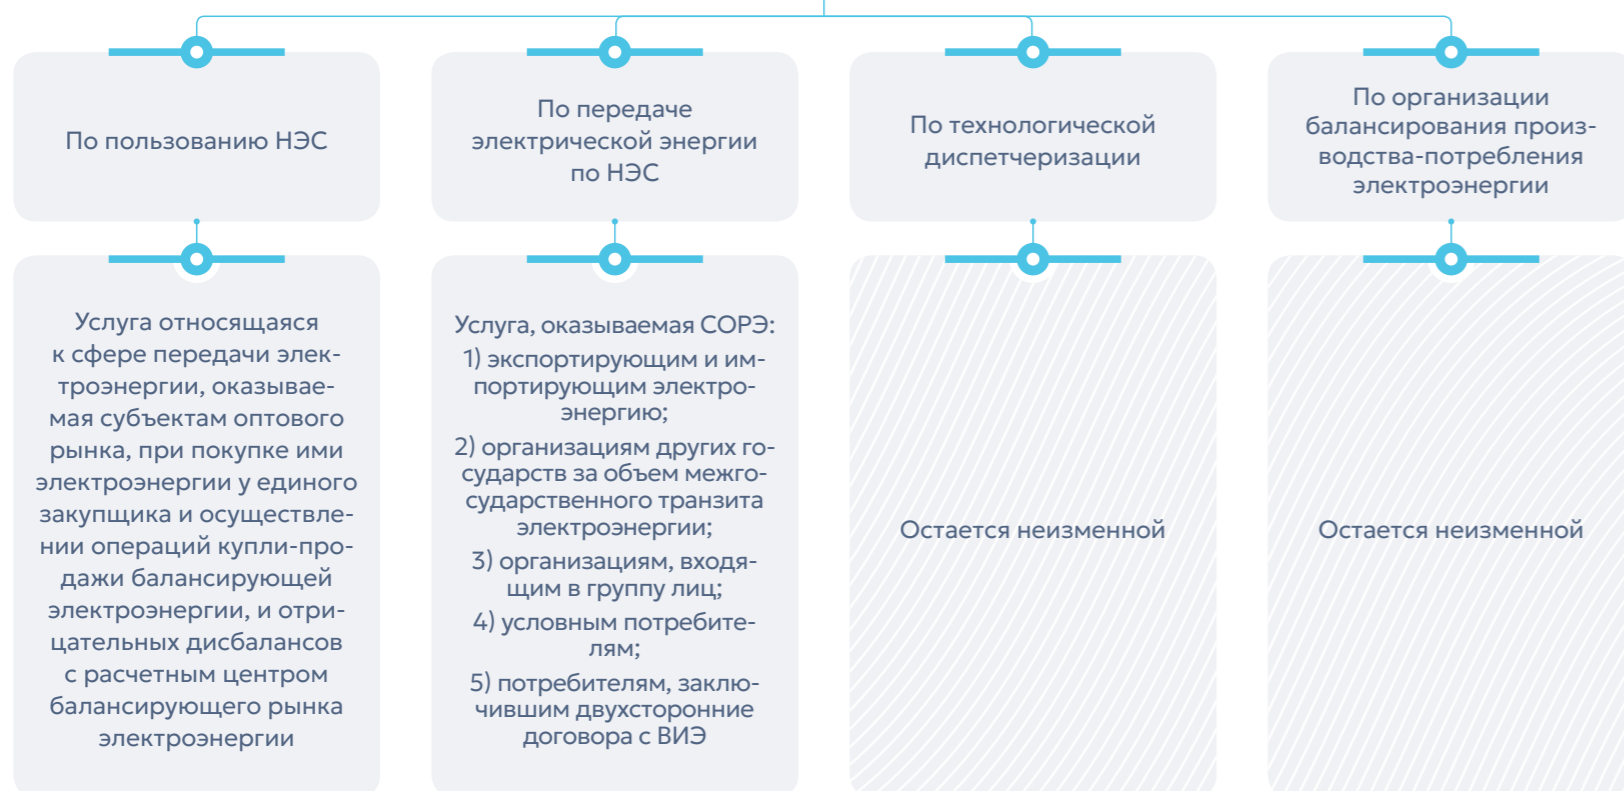 По пользованию НЭС
По передаче
электрической энергии
по НЭС
По технологической
диспетчеризации
По организации
балансирования произ-
водства-потребления
электроэнергии
Услуга относящаяся
к сфере передачи элек-
троэнергии, оказывае-
мая субъектам оптового
рынка, при покупке ими
электроэнергии у единого
закупщика и осуществле-
нии операций купли-про-
дажи балансирующей
электроэнергии, и отри-
цательных дисбалансов
с расчетным центром
балансирующего рынка
электроэнергии
Услуга, оказываемая СОРЭ:
1) экспортирующим и им-
портирующим электро-
энергию;
2) организациям других го-
сударств за объем межго-
сударственного транзита
электроэнергии;
3) организациям, входя-
щим в группу лиц;
4) условным потребите-
лям;
5) потребителям, заклю-
чившим двухсторонние
договора с ВИЭ
Остается неизменной
Остается неизменной